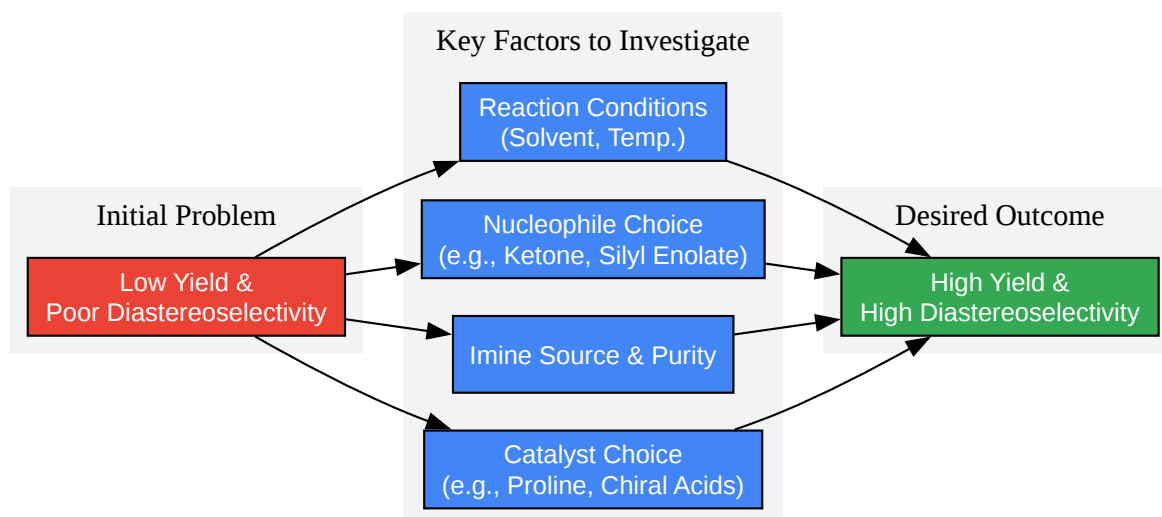 Key Factors to Investigate
Reaction Conditions
(Solvent, Temp.)
Initial Problem
Nucleophile Choice
(e.g., Ketone, Silyl Enolate)
Desired Outcome
Low Yield &
Poor Diastereoselectivity
High Yield &
High Diastereoselectivity
Imine Source & Purity
Catalyst Choice
(e.g., Proline, Chiral Acids)